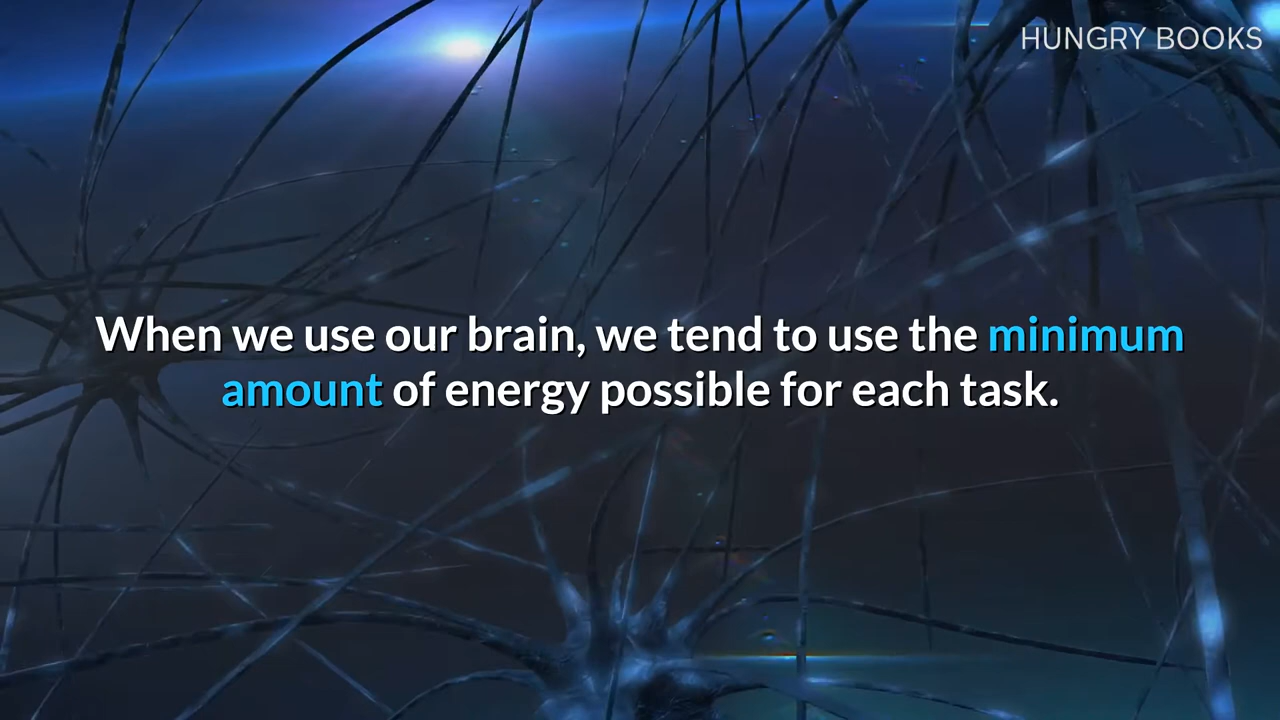 HUNGRY BOOKS
When we use our brain, we tend to use the minimum
amount of energy possible for each task.